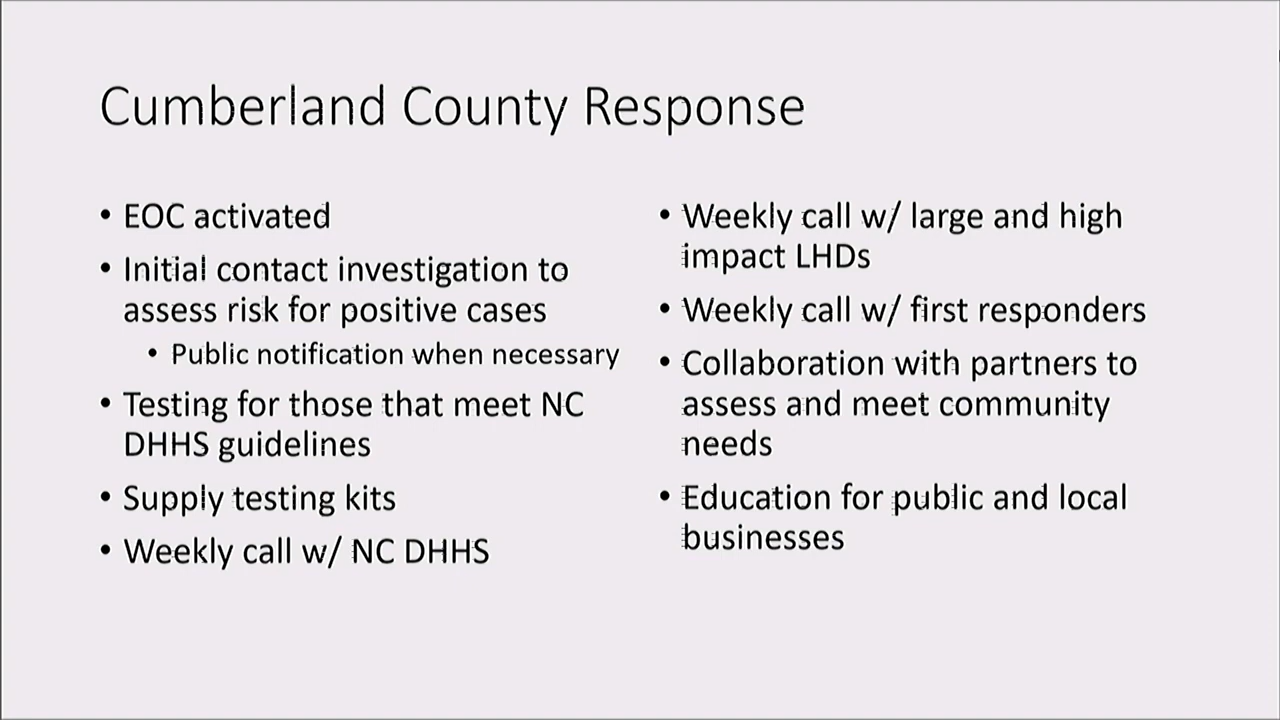 Cumberland County Response
• EOC activated
• Initial contact investigation to
assess risk for positive cases
• Public notification when necessary
• Testing for those that meet NC
DHHS guidelines
• Supply testing kits
• Weekly call w/ NC DHHS
• Weekly call w/ large and high
impact LHDs
• Weekly call w/ first responders
• Collaboration with partners to
assess and meet community
needs
• Education for public and local
businesses